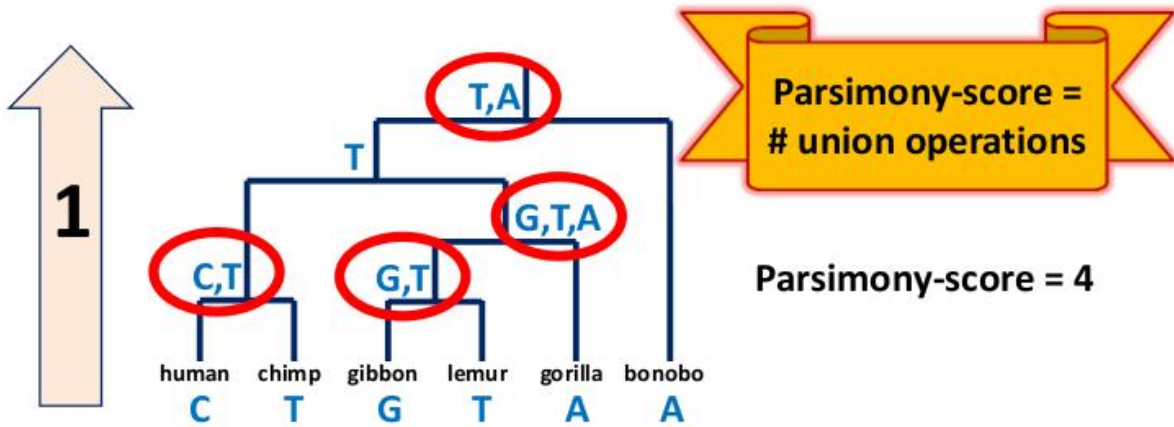 T,A
Parsimony-score =
# union operations
T
1
G,T,A
C,T
G,T
Parsimony-score = 4
human chimp gibbon lemur gorilla bonobo
C T G T A A